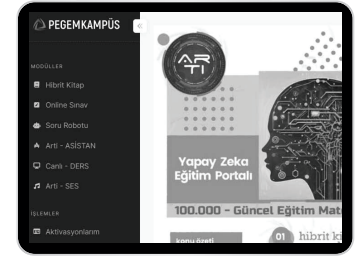 PEGEMKAMPÜS
MODÜLLER
Hibrit Kitap
Online Sınav
Soru Robotu
Arti - ASİSTAN
Canlı - DERS
Arti - SES
İŞLEMLER
Aktivasyonlarım
ARTI
Yapay Zeka
Eğitim Portalı
100.000 - Güncel Eğitim Mat
konu özeti
01 hibrit ki